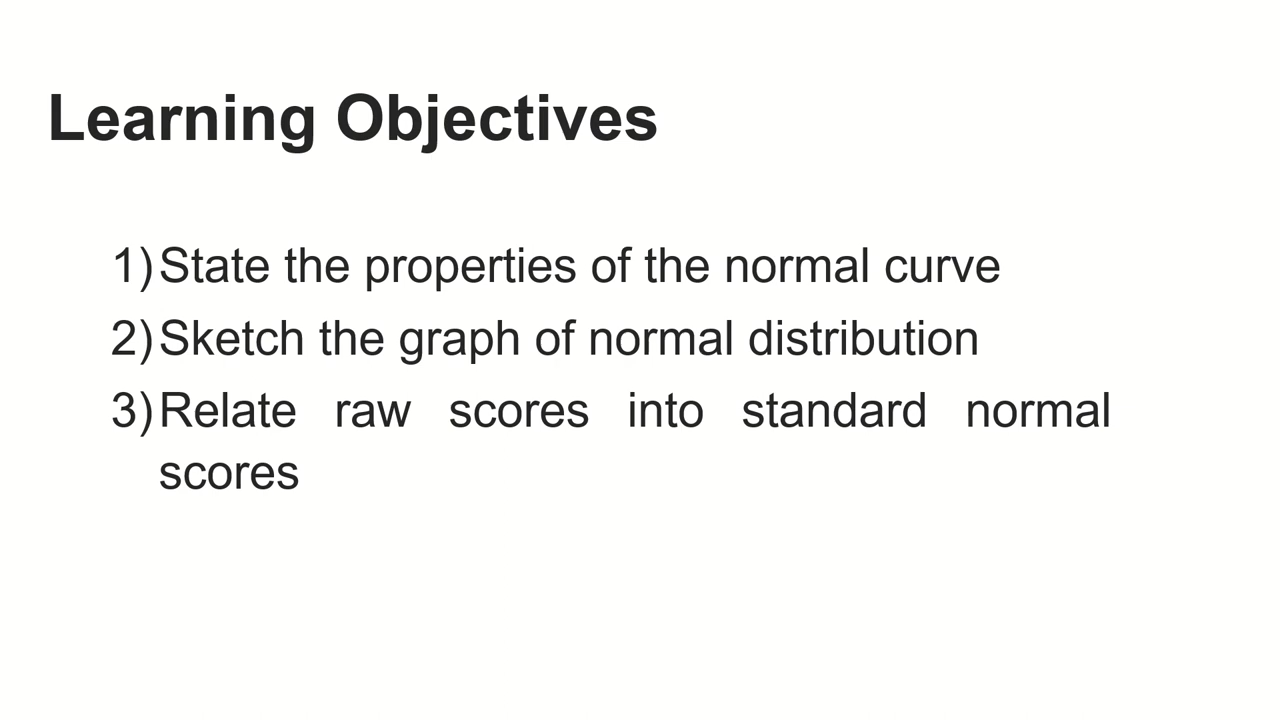 Learning Objectives
1) State the properties of the normal curve
2) Sketch the graph of normal distribution
3) Relate raw scores into standard normal
scores